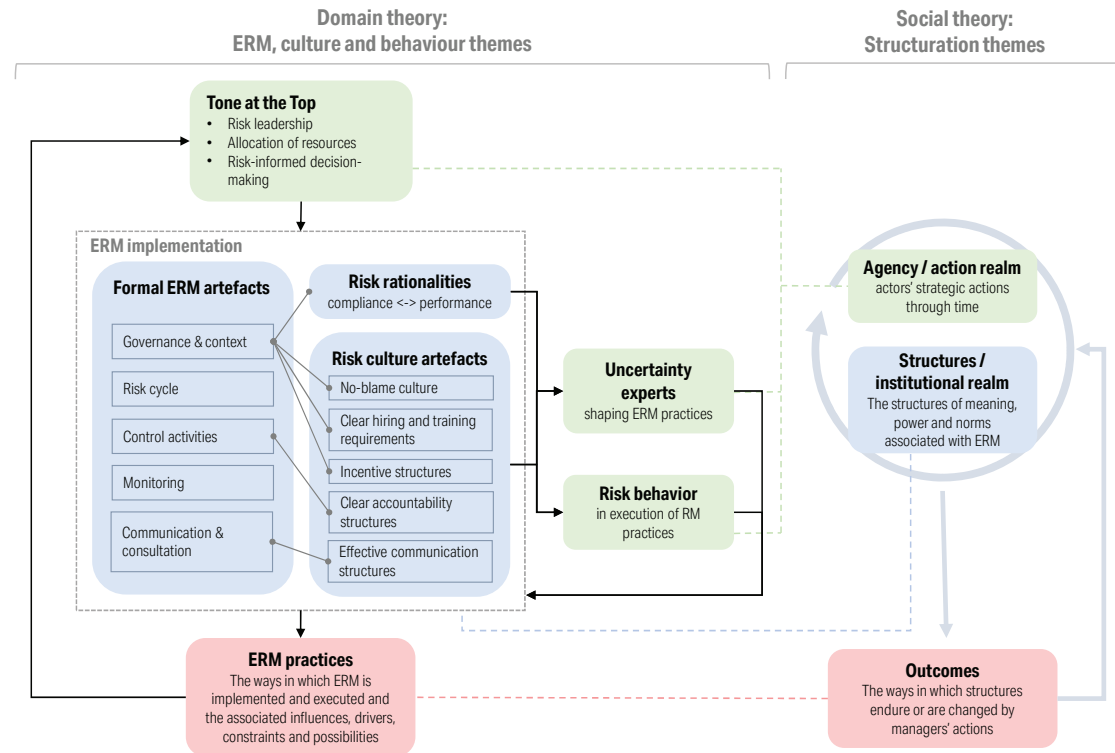 Domain theory:
ERM, culture and behaviour themes
Social theory:
Structuration themes
Tone at the Top
• Risk leadership
• Allocation of resources
• Risk-informed decision-
making
ERM implementation
Formal ERM artefacts
Governance & context
Risk cycle
Control activities
Monitoring
Communication &
consultation
Risk rationalities
compliance <-> performance
Risk culture artefacts
No-blame culture
Clear hiring and training
requirements
Incentive structures
Clear accountability
structures
Effective communication
structures
Uncertainty
experts
shaping ERM practices
Risk behavior
in execution of RM
practices
Agency / action realm
actors' strategic actions
through time
Structures /
institutional realm
The structures of meaning,
power and norms
associated with ERM
ERM practices
The ways in which ERM is
implemented and executed and
the associated influences, drivers,
constraints and possibilities
Outcomes
The ways in which structures
endure or are changed by
managers' actions